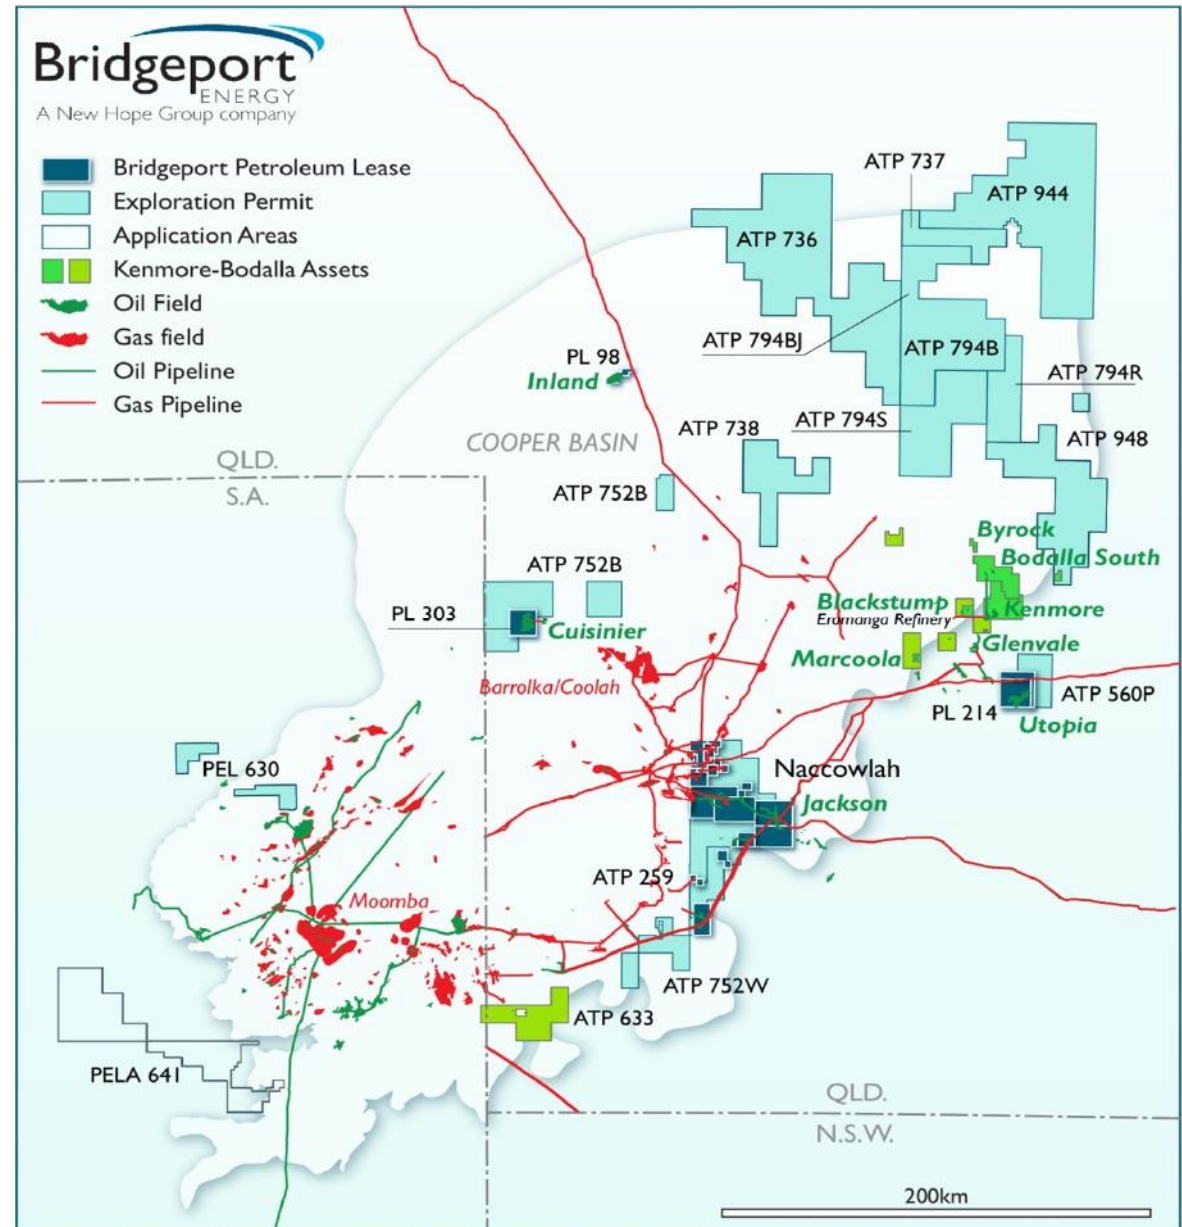 Bridgeport
ENERGY
A New Hope Group company
Bridgeport Petroleum Lease
Exploration Permit
Application Areas
Kenmore-Bodalla Assets
Oil Field
Gas field
Oil Pipeline
Gas Pipeline
ATP 737
ATP 944
ATP 736
ATP 794BJ
ATP 794B
PL 98
Inland
ATP 794R
ATP 738
ATP 794S
ATP 948
COOPER BASIN
QLD.
S.A.
ATP 752B
Byrock
Bodalla South
ATP 752B
PL 303
Cuisinier
Blackstump
Kenmore
Eromanga Refinery
Glenvale
Marcoola
Barrolka/Coolah
ATP 560P
PL 214
Utopia
PEL 630
Naccowlah
Jackson
ATP 259
Moomba
ATP 752W
ATP 633
PELA 641
QLD.
N.S.W.
200km